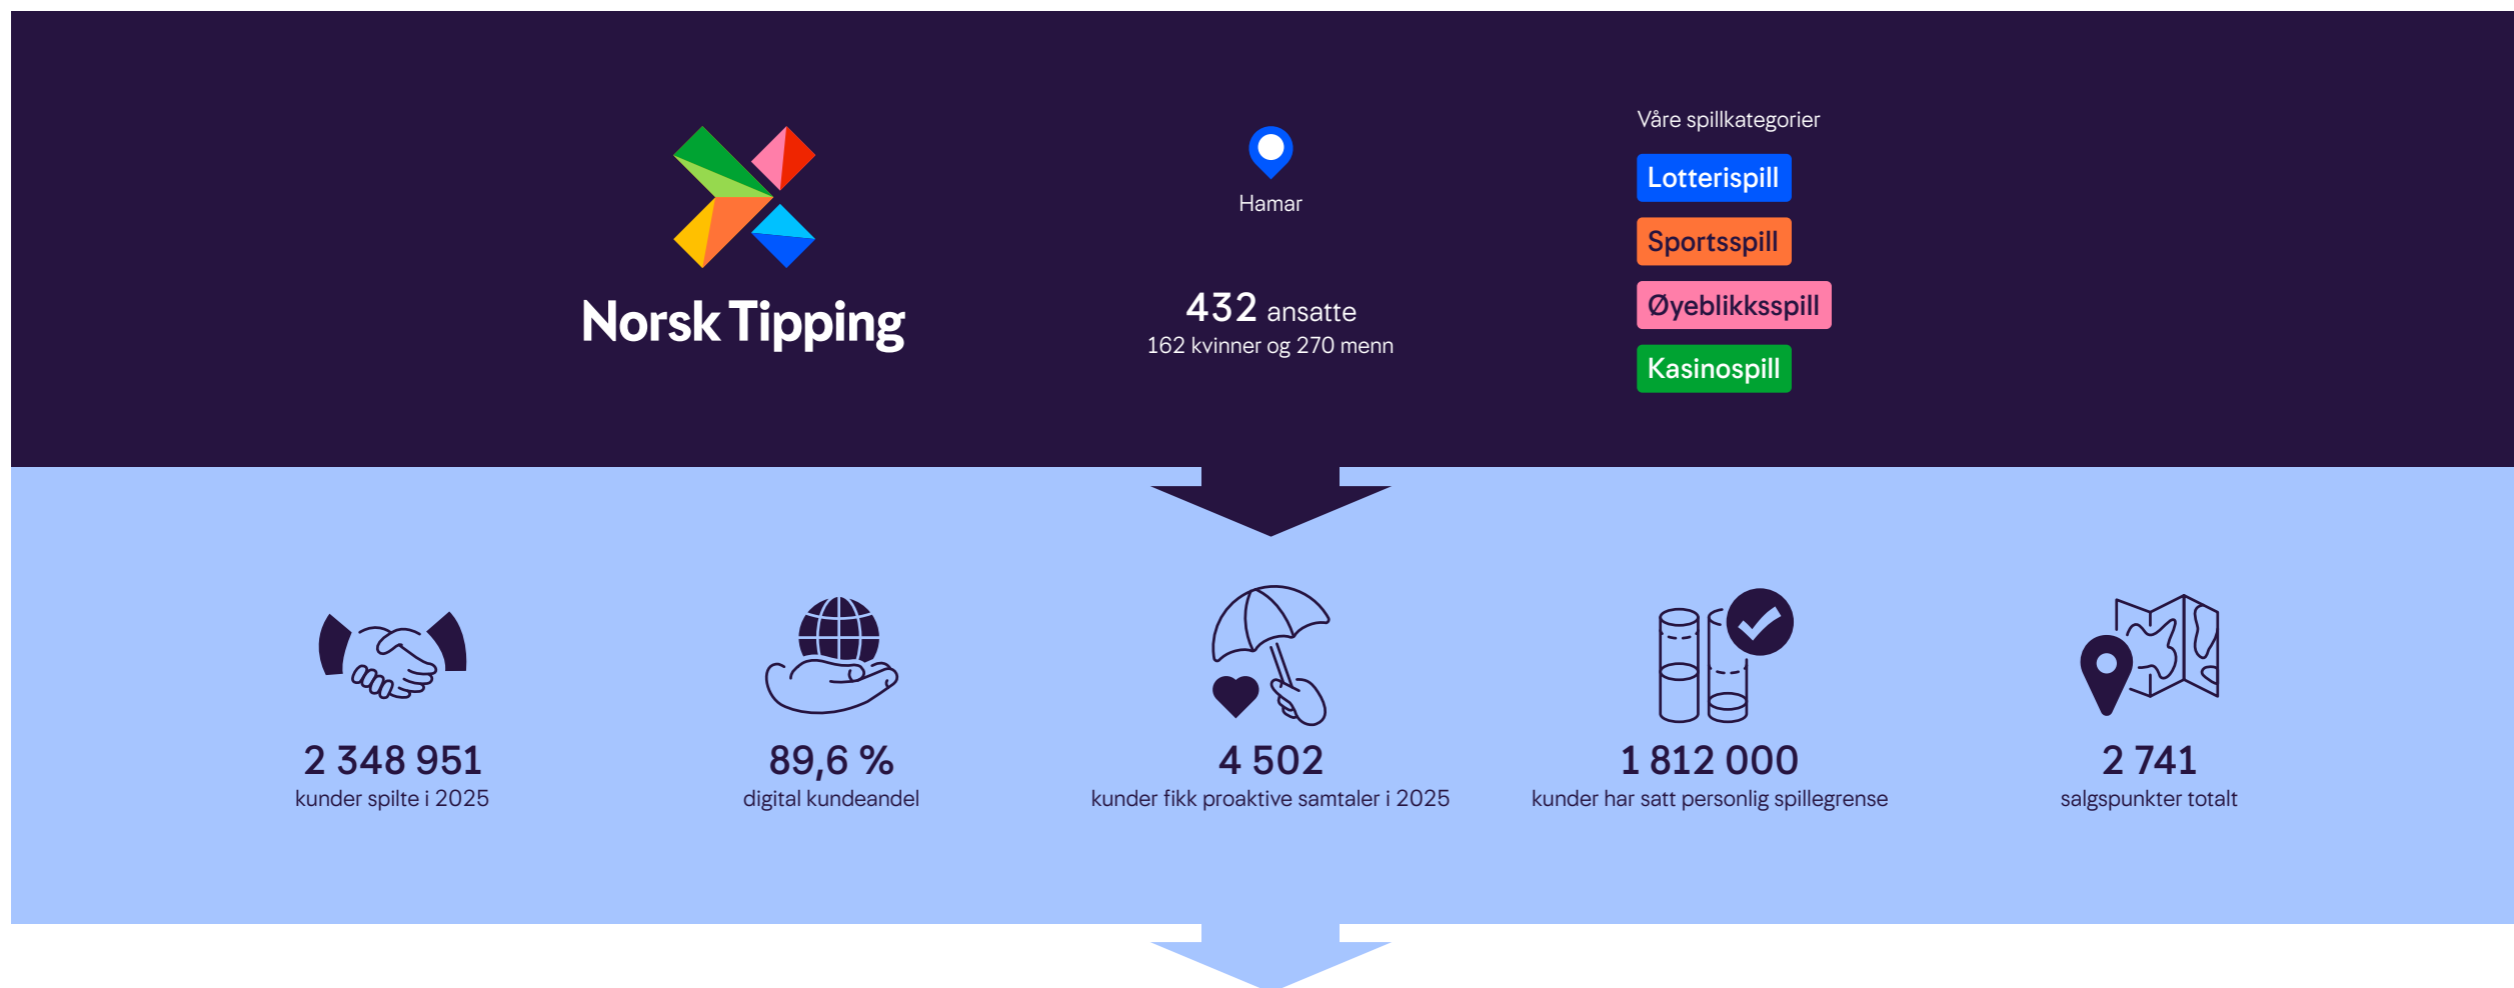 Norsk Tipping
Hamar
432 ansatte
162 kvinner og 270 menn
Våre spillkategorier
Lotterispill
Sportsspill
Øyeblikksspill
Kasinospill
2 348 951
kunder spilte i 2025
89,6 %
digital kundeandel
4 502
kunder fikk proaktive samtaler i 2025
1 812 000
kunder har satt personlig spillegrense
2 741
salgspunkter totalt